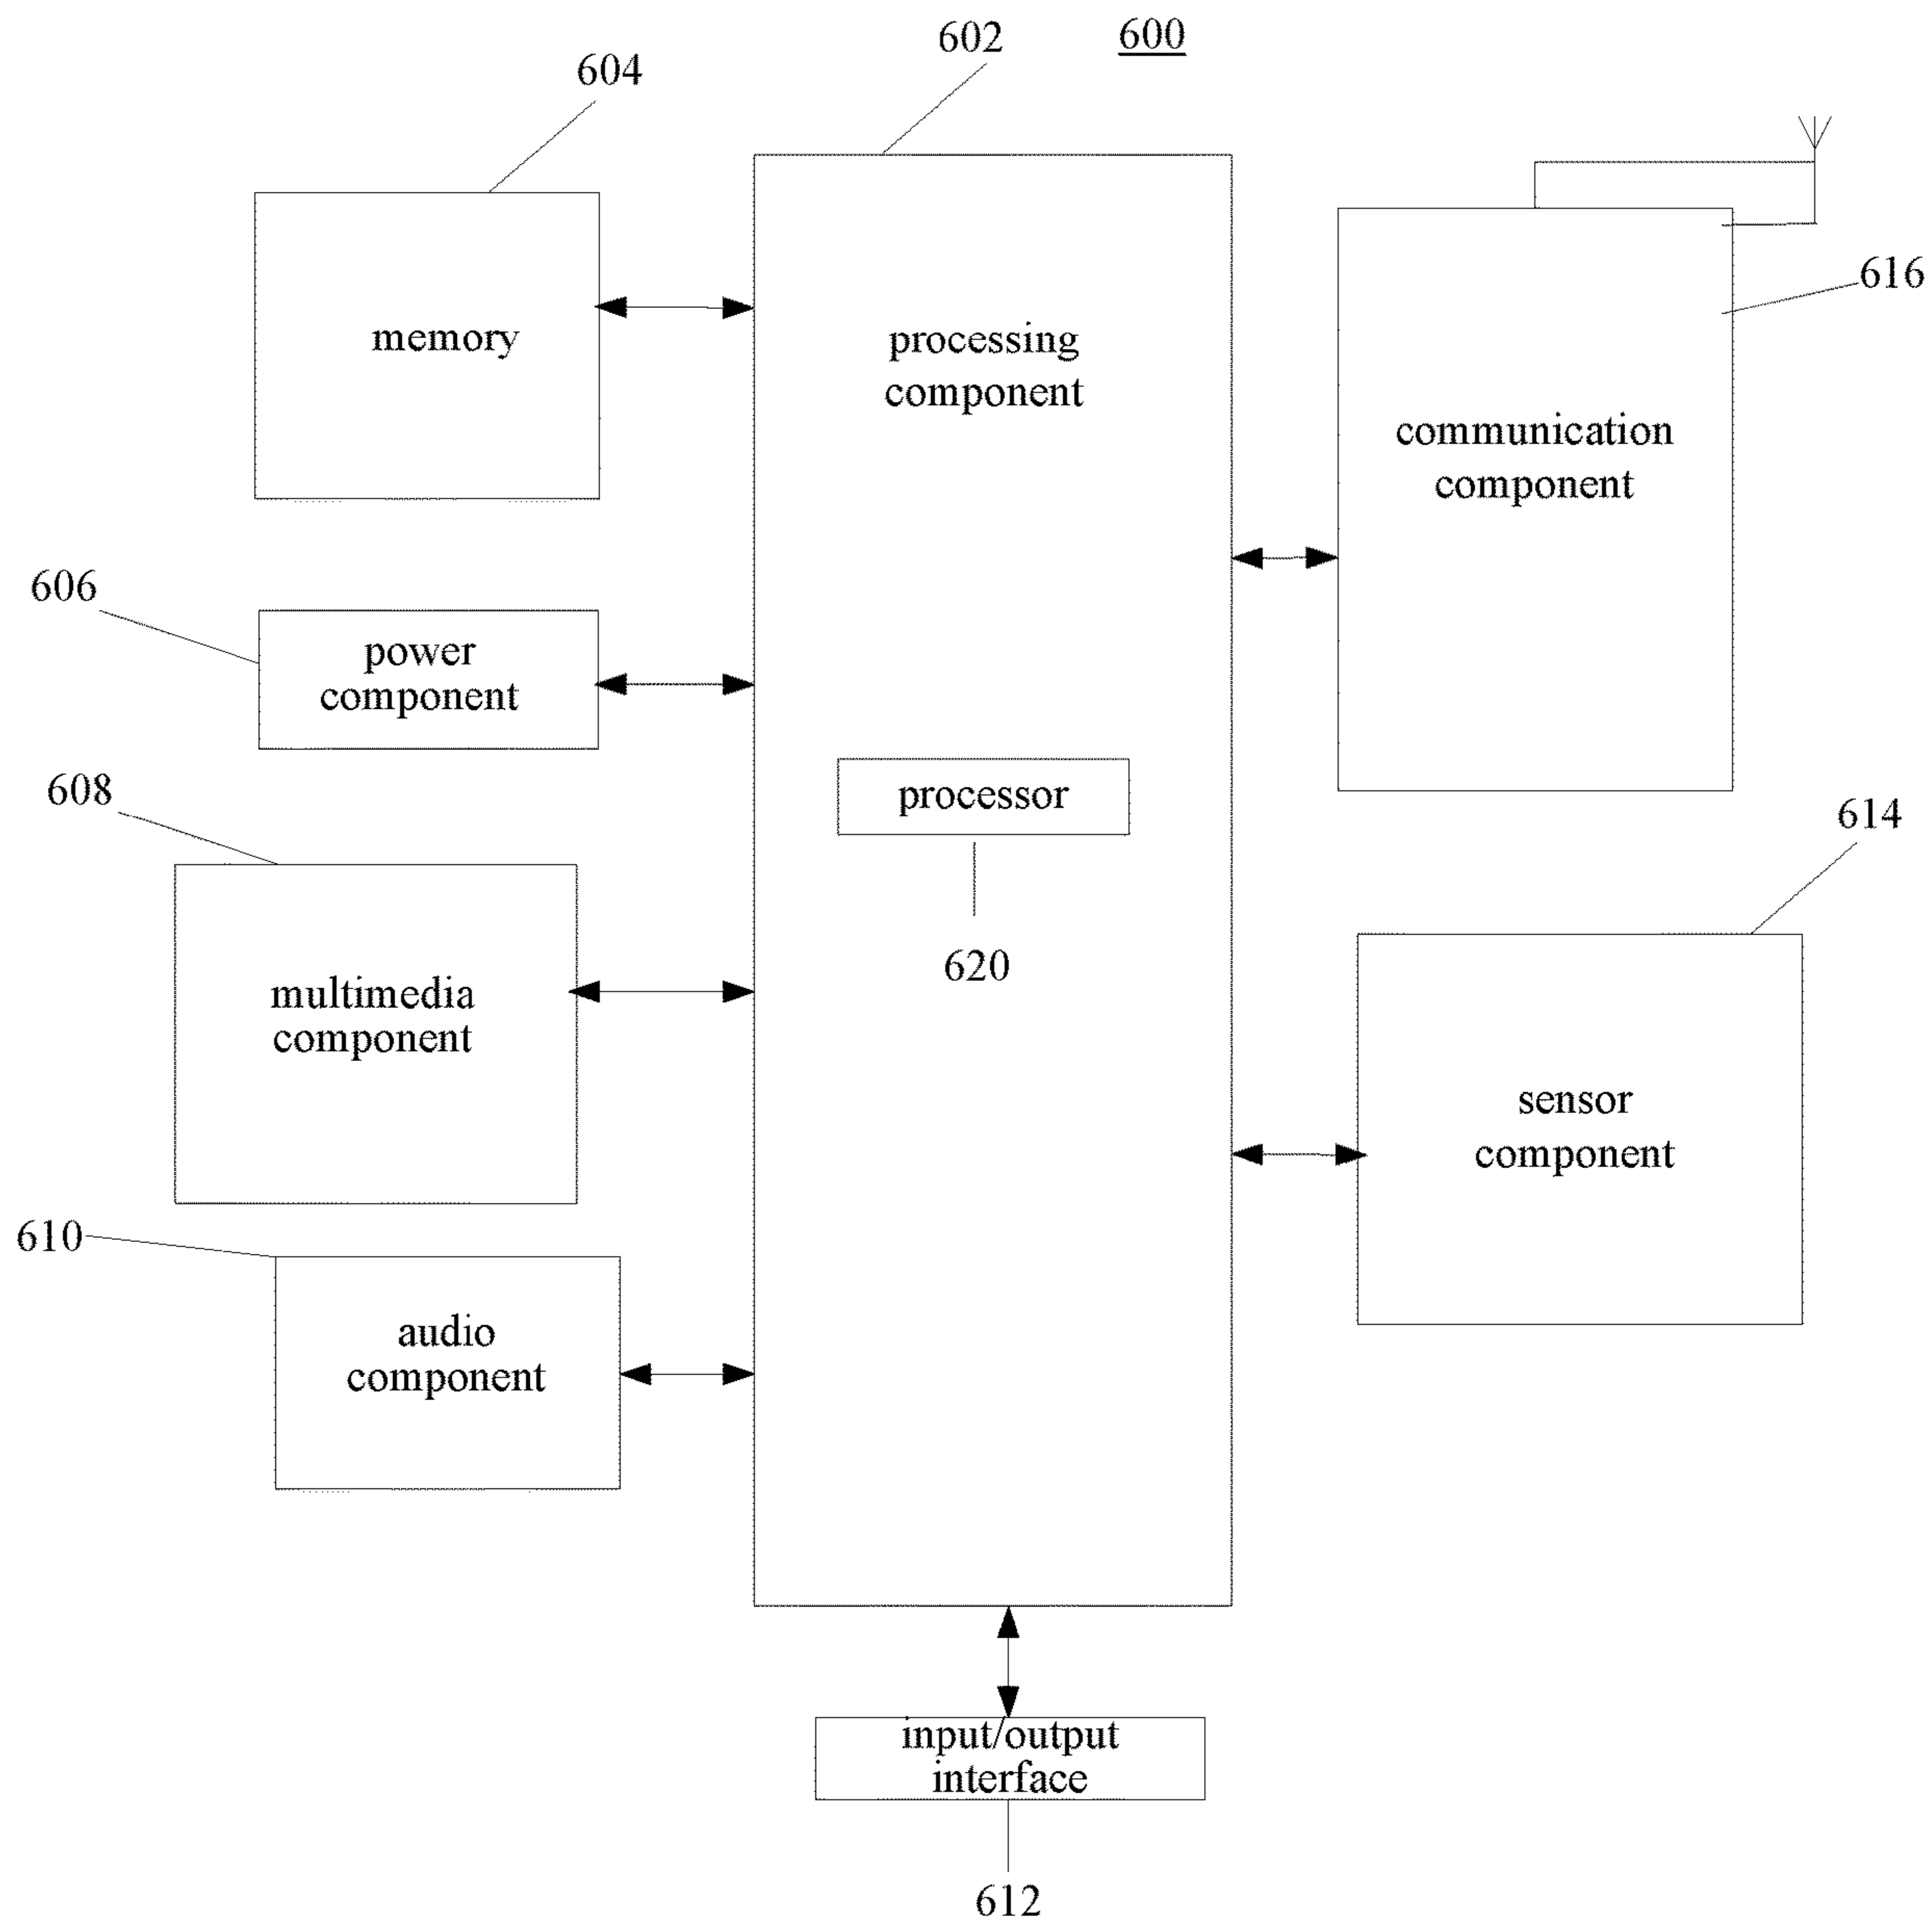 602
600
604
616
memory
processing
component
communication
component
606
power
component
608
processor
614
620
multimedia
component
sensor
component
610
audio
component
input/output
interface
612